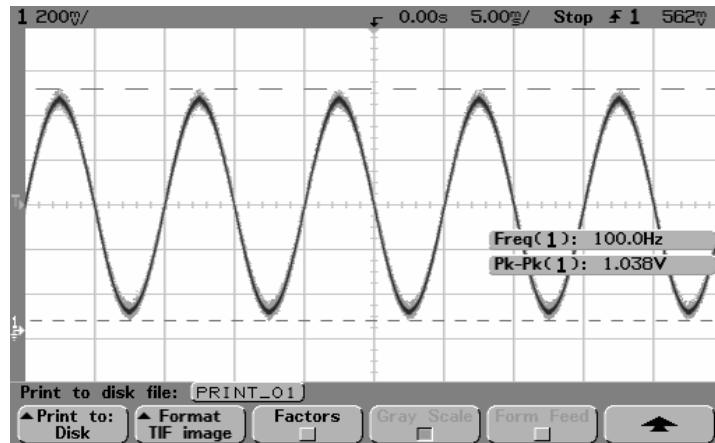 1 200mV/ 0.00s 5.00ms/ Stop 1 562mV
T
Freq(1): 100.0Hz
Pk-Pk(1): 1.038V
1
Print to disk file: PRINT_01
Print to: Disk
Format TIF image
Factors
Gray Scale
Form Feed